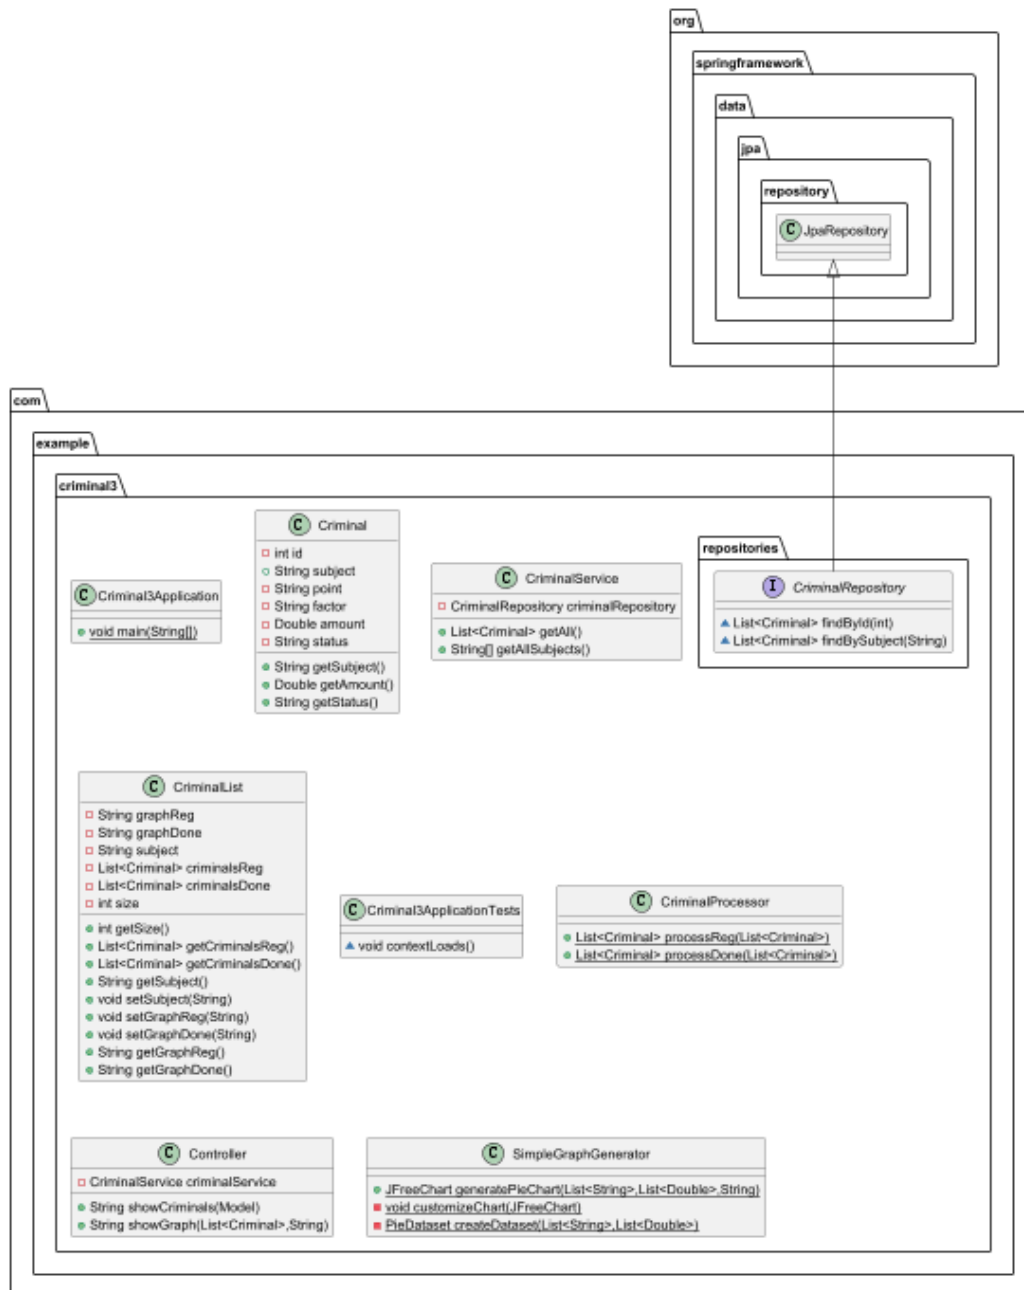 org
springframework
data
jpa
repository
C JpaRepository
com
example
criminal3
C Criminal3Application
void main(String[])
C Criminal
int id
String subject
String point
String factor
Double amount
String status
String getSubject()
Double getAmount()
String getStatus()
C CriminalService
CriminalRepository criminalRepository
List<Criminal> getAll()
String[] getAllSubjects()
repositories
I CriminalRepository
List<Criminal> findById(int)
List<Criminal> findBySubject(String)
C CriminalList
String graphReg
String graphDone
String subject
List<Criminal> criminalsReg
List<Criminal> criminalsDone
int size
int getSize()
List<Criminal> getCriminalsReg()
List<Criminal> getCriminalsDone()
String getSubject()
void setSubject(String)
void setGraphReg(String)
void setGraphDone(String)
String getGraphReg()
String getGraphDone()
C Criminal3ApplicationTests
void contextLoads()
C CriminalProcessor
List<Criminal> processReg(List<Criminal>)
List<Criminal> processDone(List<Criminal>)
C Controller
CriminalService criminalService
String showCriminals(Model)
String showGraph(List<Criminal>,String)
C SimpleGraphGenerator
JFreeChart generatePieChart(List<String>,List<Double>,String)
void customizeChart(JFreeChart)
PieDataset createDataset(List<String>,List<Double>)